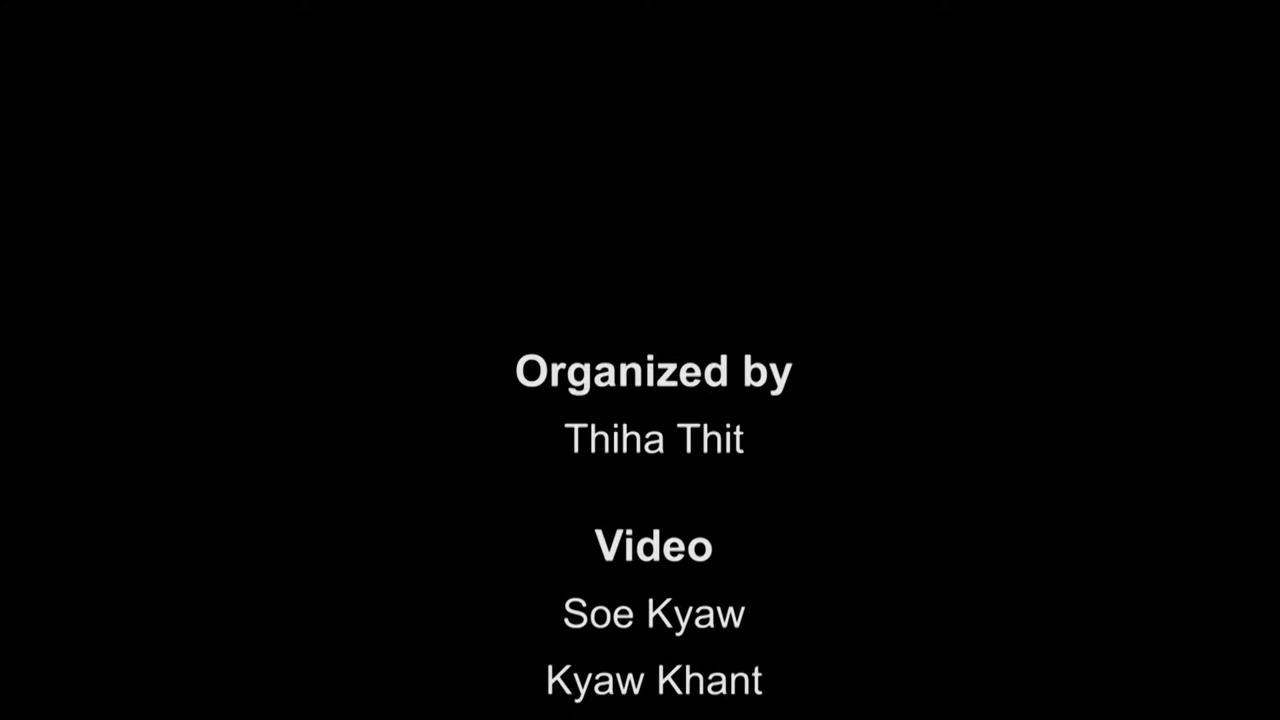 Organized by
Thiha Thit
Video
Soe Kyaw
Kyaw Khant